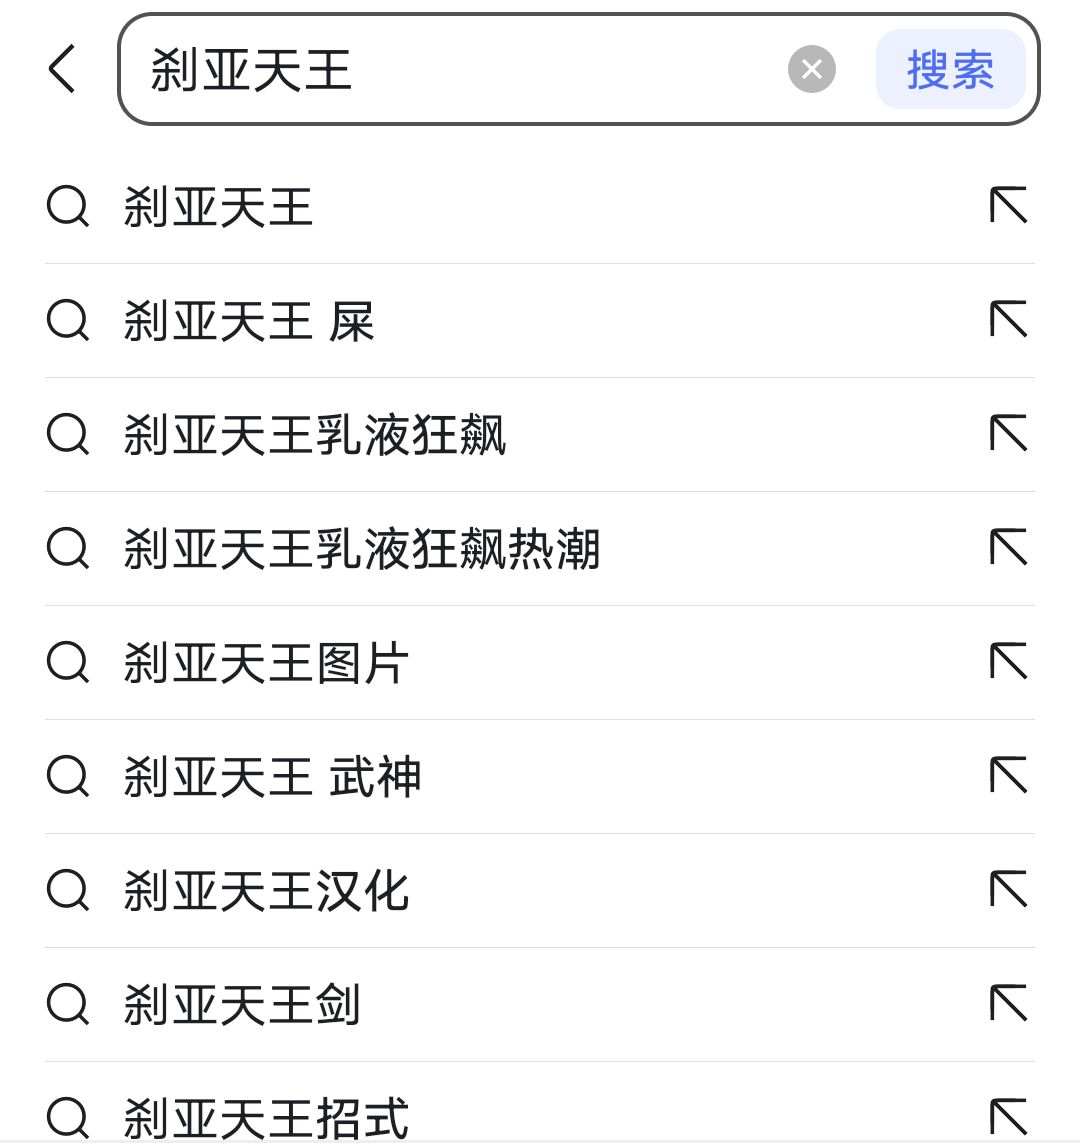 刹亚天王
搜索
刹亚天王
刹亚天王 屎
刹亚天王乳液狂飙
刹亚天王乳液狂飙热潮
刹亚天王图片
刹亚天王 武神
刹亚天王汉化
刹亚天王剑
刹亚天王招式